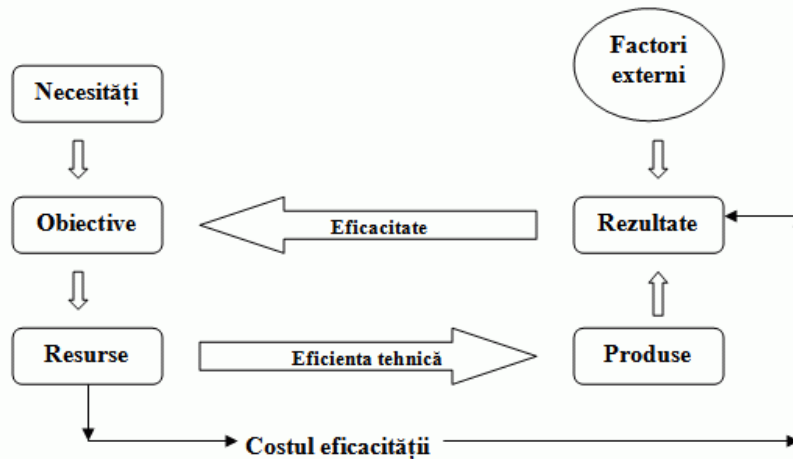 Factori
externi
Necesități
Obiective
Eficacitate
Rezultate
Resurse
Eficienta tehnică
Produse
Costul eficacității